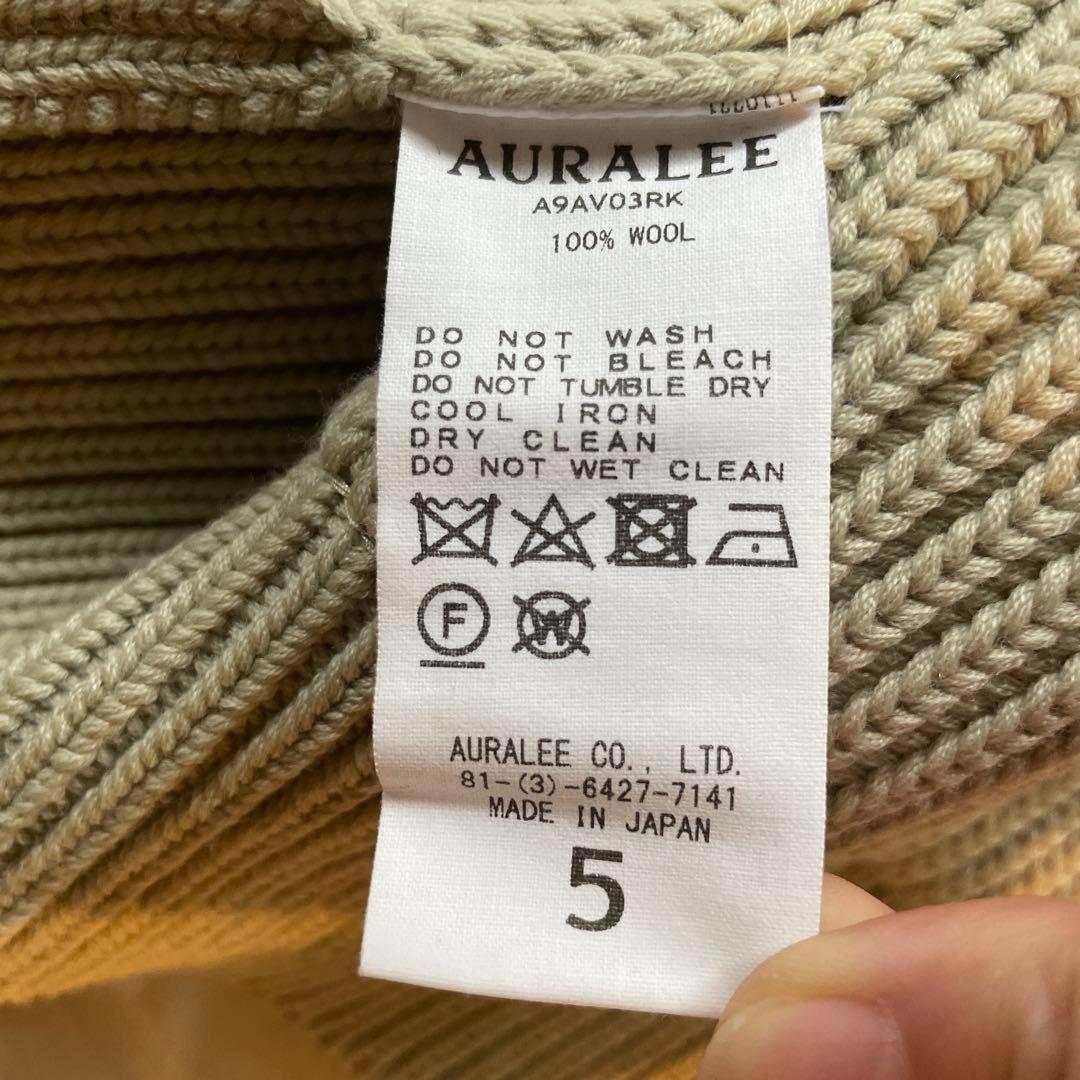 AURALEE
A9AV03RK
100% WOOL
DO NOT WASH
DO NOT BLEACH
DO NOT TUMBLE DRY
COOL IRON
DRY CLEAN
DO NOT WET CLEAN
F W
AURALEE CO., LTD.
81-(3)-6427-7141
MADE IN JAPAN
5